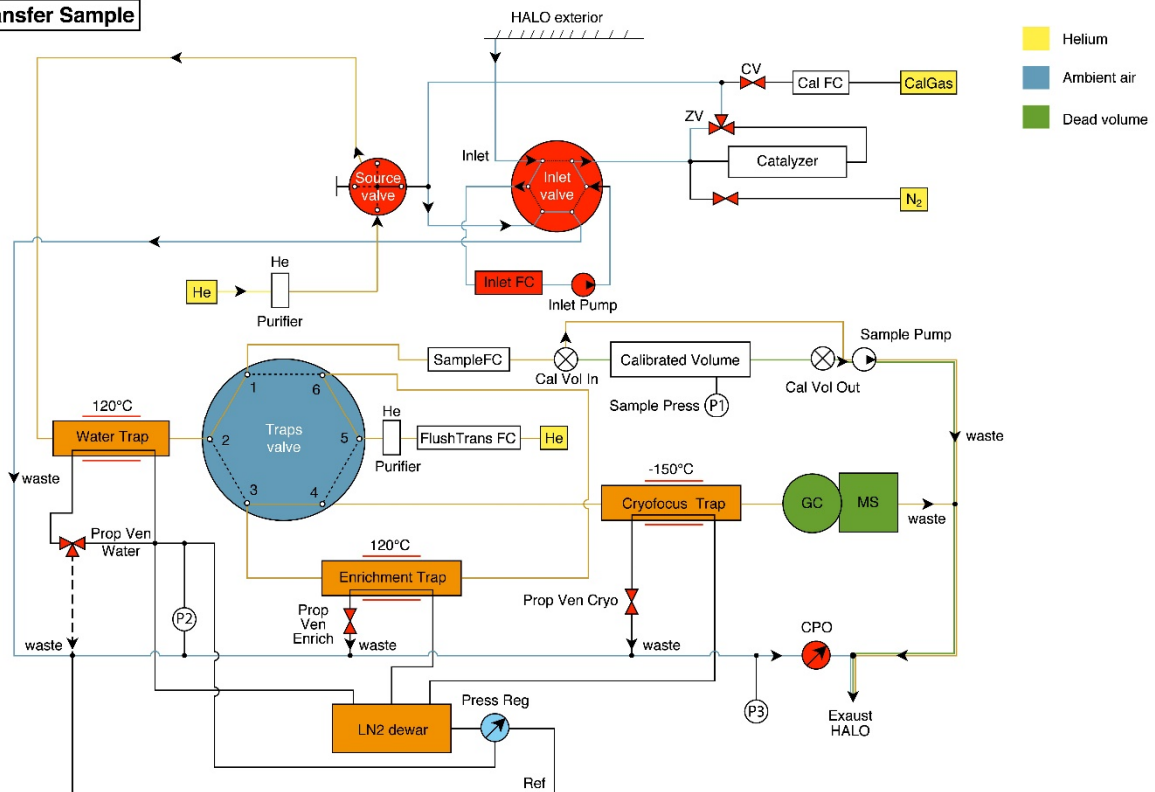 ansfer Sample
HALO exterior
Helium
Ambient air
Dead volume
CV
Cal FC
CalGas
ZV
Catalyzer
N2
Inlet
Inlet
valve
Source
valve
Inlet FC
Inlet Pump
He
He
Purifier
SampleFC
Cal Vol In
Calibrated Volume
Sample Pump
Cal Vol Out
Sample Press
P1
120°C
Water Trap
Traps
valve
1
2
3
4
5
6
He
Purifier
FlushTrans FC
He
waste
waste
-150°C
Cryofocus Trap
GC
MS
waste
Prop Ven
Water
120°C
Enrichment Trap
Prop
Ven
Enrich
Prop Ven Cryo
P2
waste
waste
waste
CPO
P3
Exaust
HALO
LN2 dewar
Press Reg
Ref